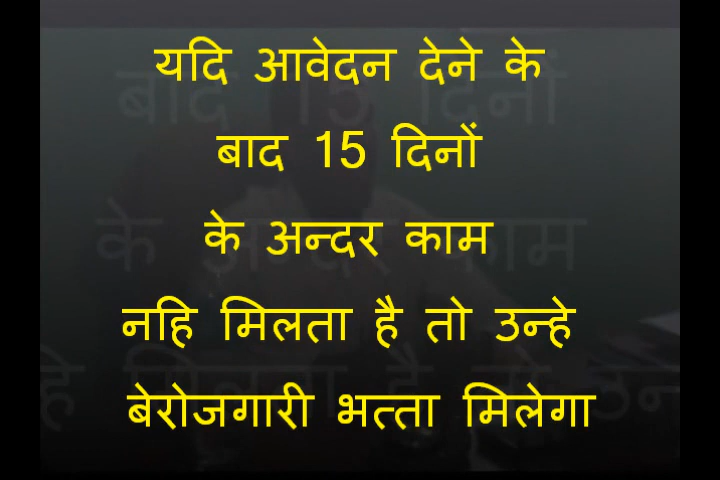 यदि आवेदन देने के
बाद 15 दिनों
के अन्दर काम
नहि मिलता है तो उन्हे
बेरोजगारी भत्ता मिलेगा